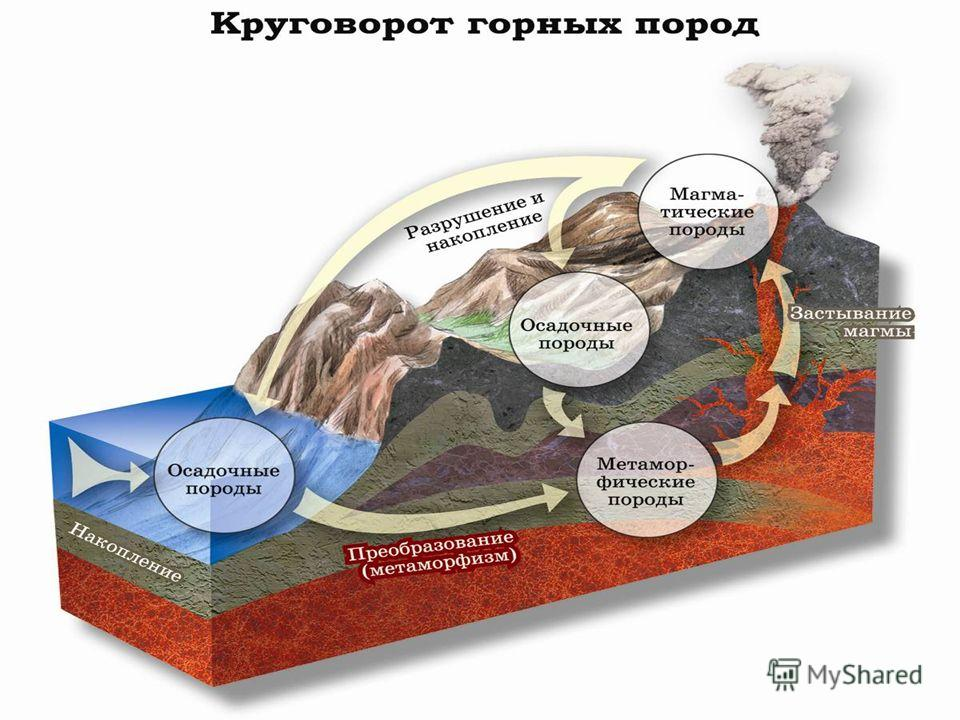 Круговорот горных пород
Магма-
тические
породы
Разрушение и
накопление
Осадочные
породы
Застывание
магмы
Осадочные
породы
Метамор-
фические
породы
Накопление
Преобразование
(метаморфизм)
MyShared